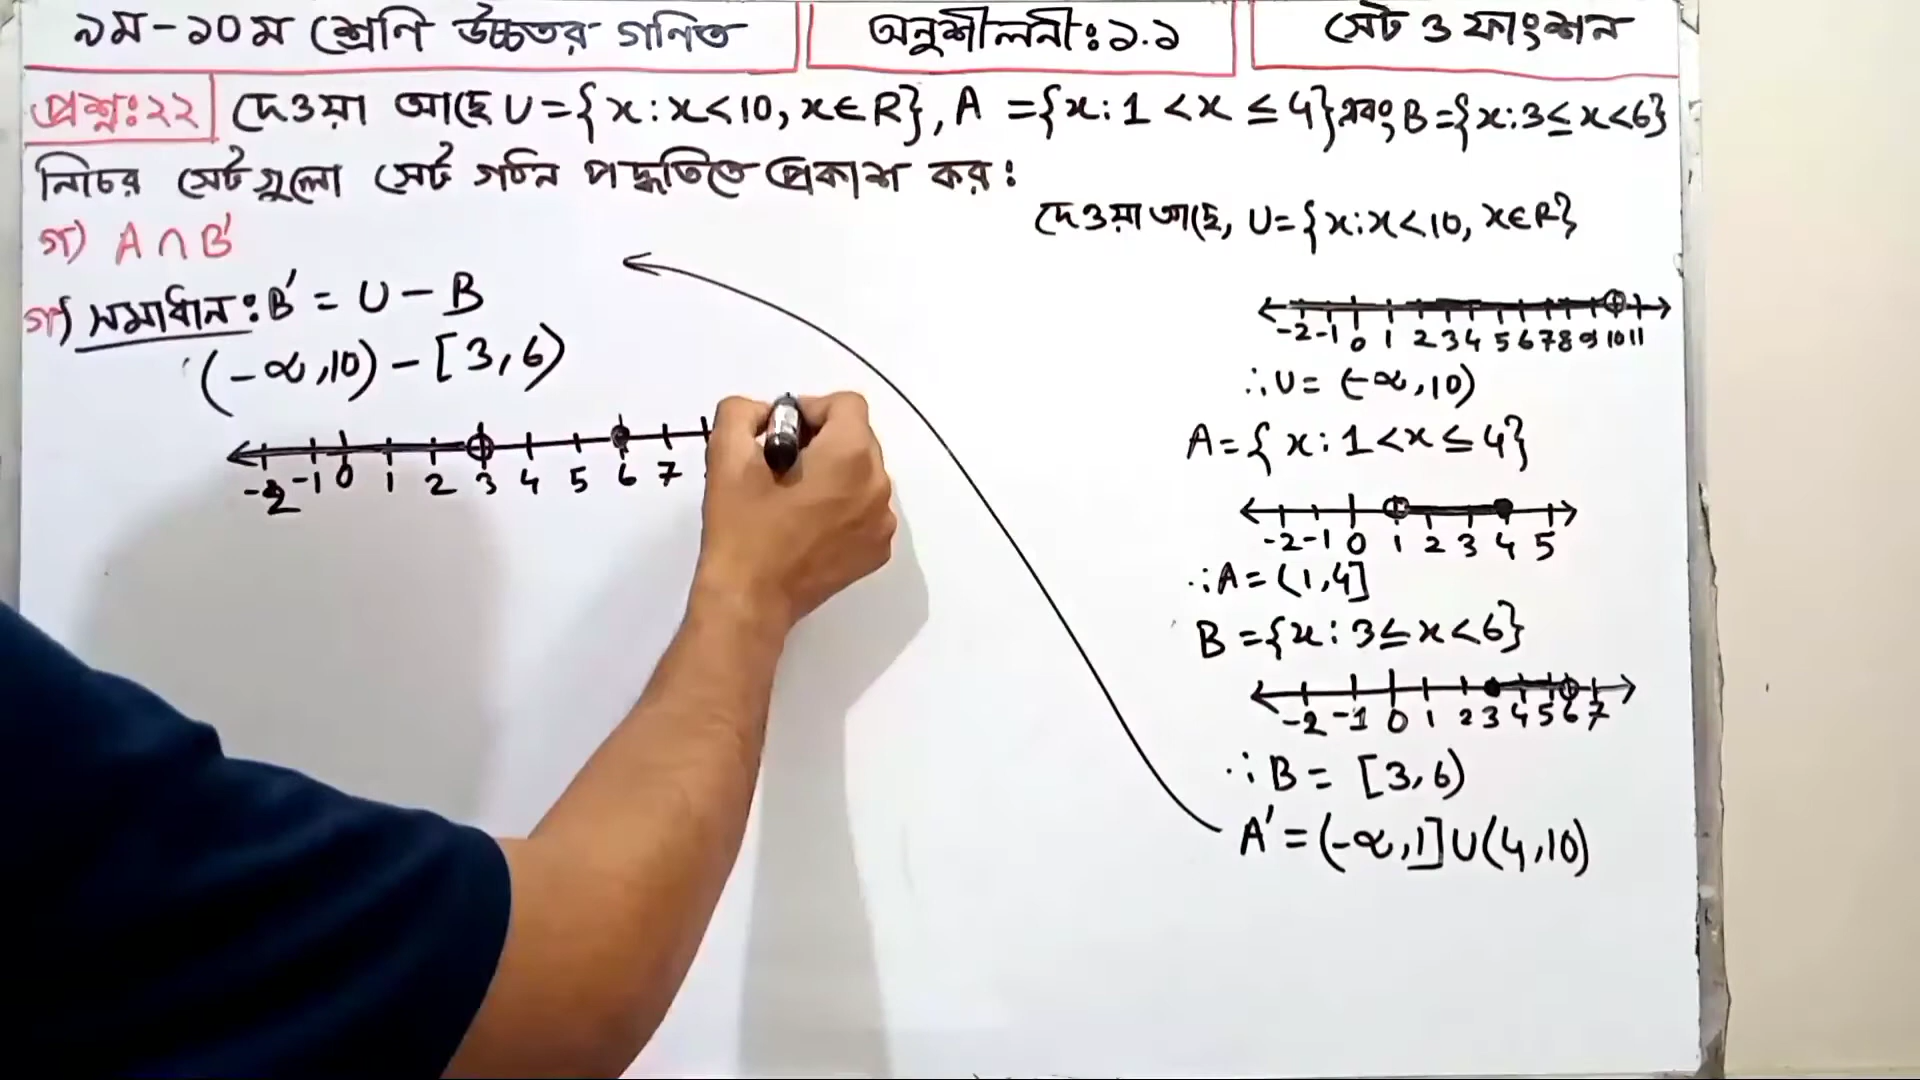 ৯ম-১০ম শ্রেণি উচ্চতর গনিত
অনুশীলনী: ১.১
সেট ও ফাংশন
প্রশ্ন: ২২ দেওয়া আছে U = {x : x < 10, x ∈ R}, A = {x : 1 < x ≤ 4} এবং B = {x : 3 ≤ x < 6}
নিচের সেটগুলো সেট গঠন পদ্ধতিতে প্রকাশ কর :
গ) A ∩ B′
গ) সমাধান : B′ = U − B
(−∝, 10) − [3, 6)
-2 -1 0 1 2 3 4 5 6 7
দেওয়া আছে, U = {x : x < 10, x ∈ R}
-2 -1 0 1 2 3 4 5 6 7 8 9 10 11
∴ U = (−∝, 10)
A = { x : 1 < x ≤ 4}
-2 -1 0 1 2 3 4 5
∴ A = (1, 4]
B = {x : 3 ≤ x < 6}
-2 -1 0 1 2 3 4 5 6 7
∴ B = [3, 6)
A′ = (−∝, 1] ∪ (4, 10)